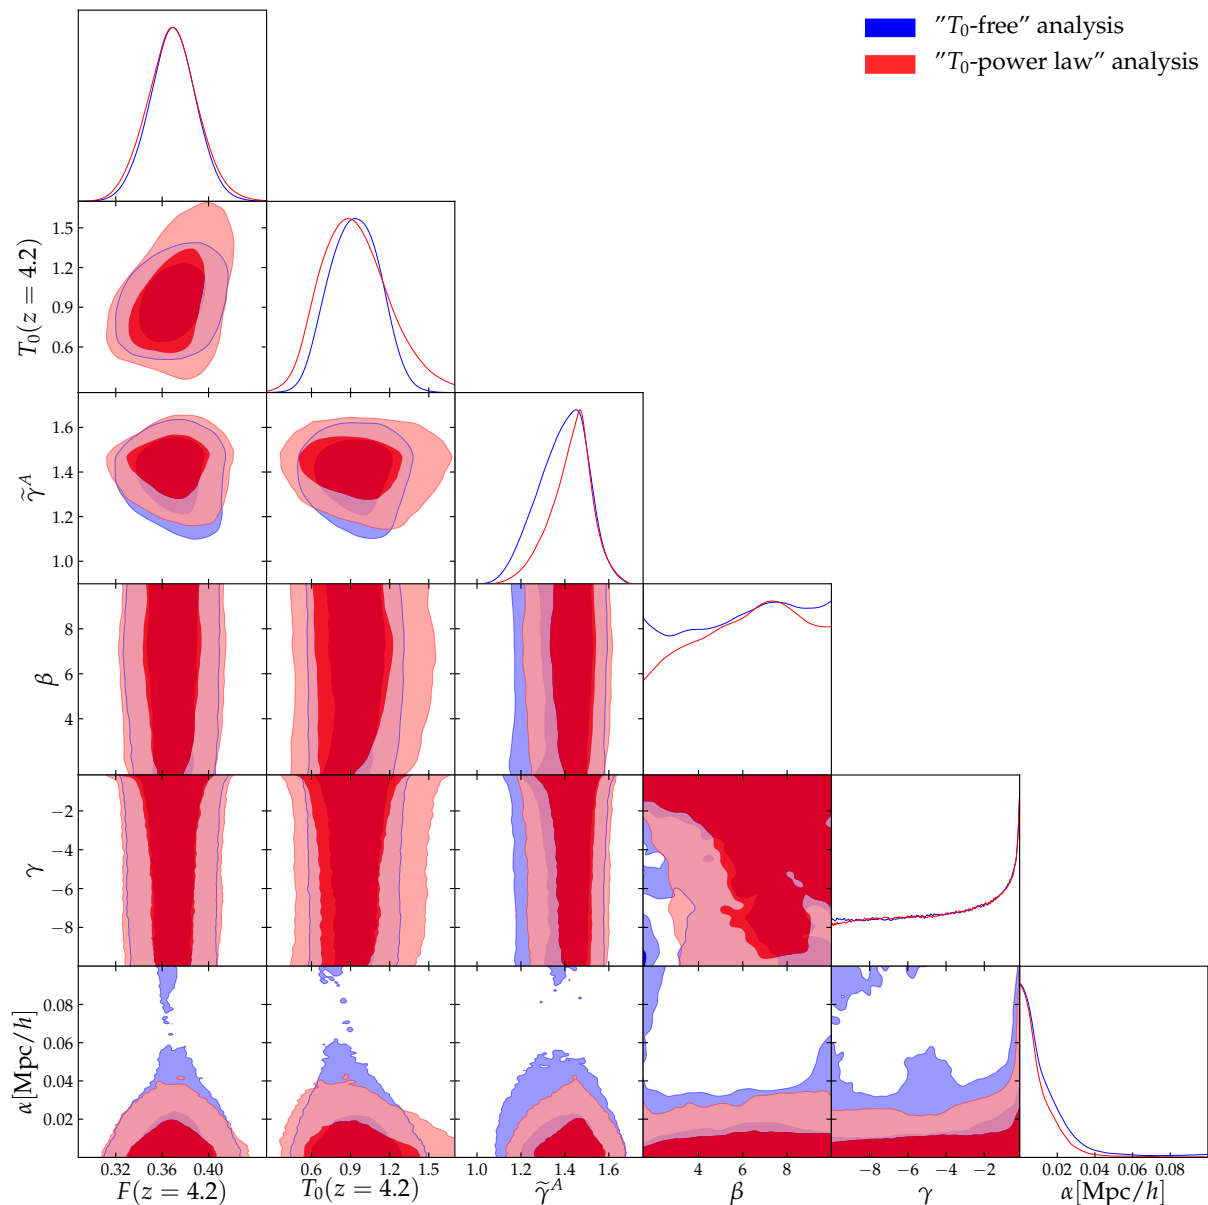 "T₀-free" analysis
"T₀-power law" analysis
1.5
1.2
0.9
0.6
T₀(z = 4.2)
1.6
1.4
1.2
1.0
γ̃ᴬ
8
6
4
β
−2
−4
−6
−8
γ
0.08
0.06
0.04
0.02
α[Mpc/h]
0.32 0.36 0.40 0.6 0.9 1.2 1.5 1.0 1.2 1.4 1.6 4 6 8 −8 −6 −4 −2 0.02 0.04 0.06 0.08
F(z = 4.2) T₀(z = 4.2) γ̃ᴬ β γ α[Mpc/h]